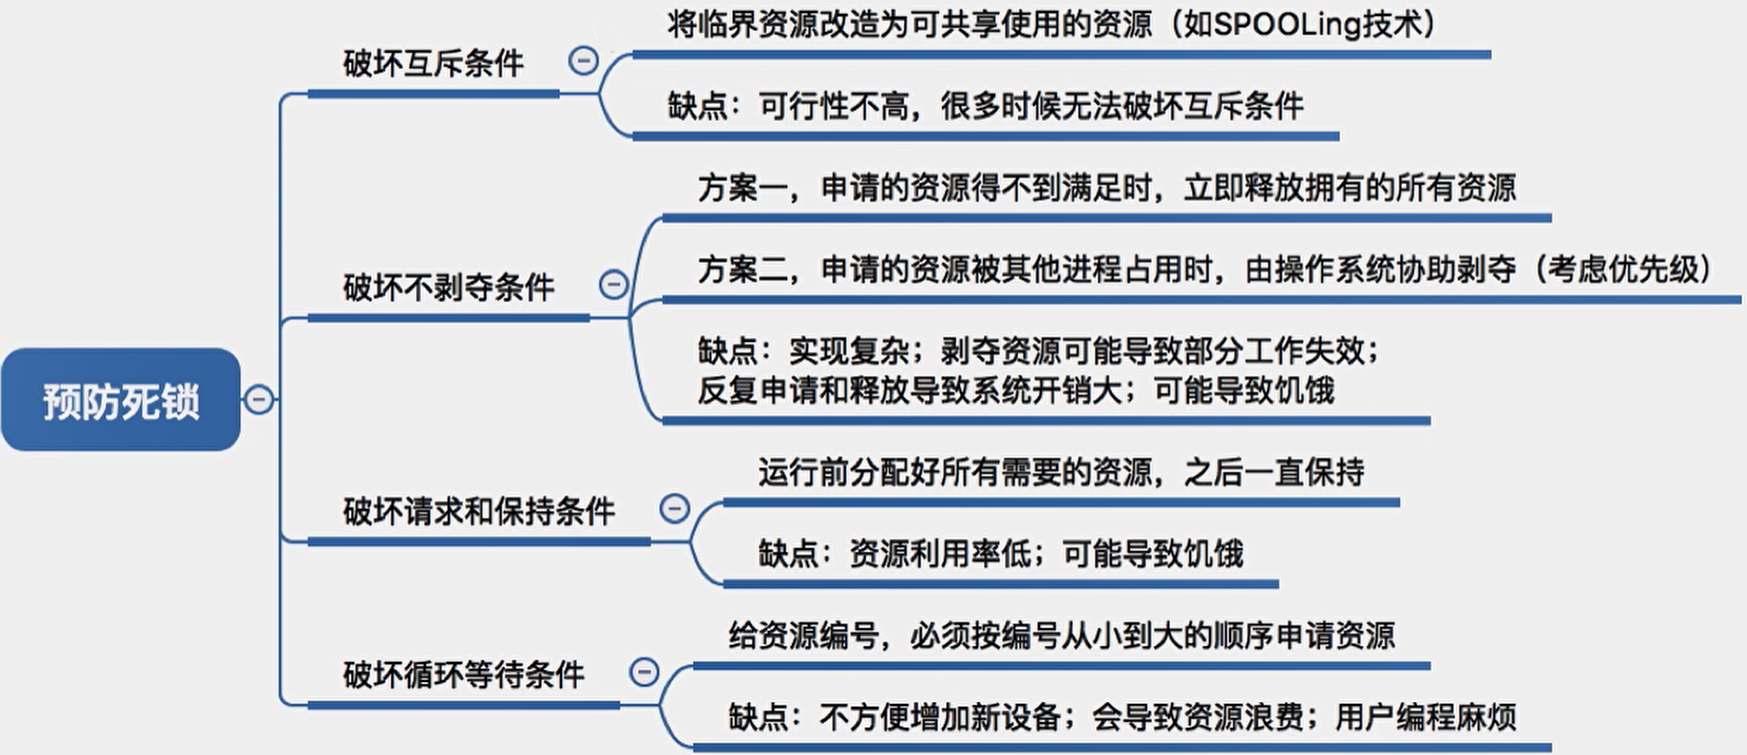 预防死锁
破坏互斥条件
将临界资源改造为可共享使用的资源（如SPOOLing技术）
缺点：可行性不高，很多时候无法破坏互斥条件
破坏不剥夺条件
方案一，申请的资源得不到满足时，立即释放拥有的所有资源
方案二，申请的资源被其他进程占用时，由操作系统协助剥夺（考虑优先级）
缺点：实现复杂；剥夺资源可能导致部分工作失效；
反复申请和释放导致系统开销大；可能导致饥饿
破坏请求和保持条件
运行前分配好所有需要的资源，之后一直保持
缺点：资源利用率低；可能导致饥饿
破坏循环等待条件
给资源编号，必须按编号从小到大的顺序申请资源
缺点：不方便增加新设备；会导致资源浪费；用户编程麻烦